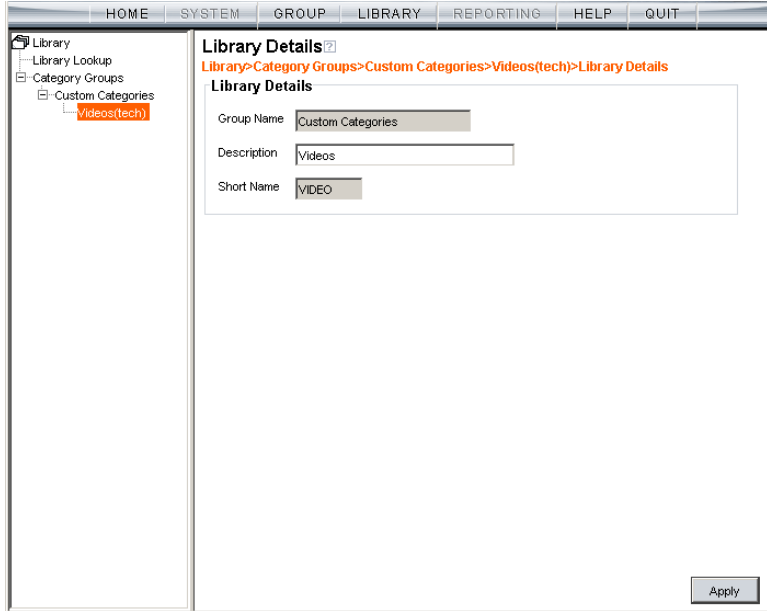 HOME SYSTEM GROUP LIBRARY REPORTING HELP QUIT
Library
Library Lookup
Category Groups
Custom Categories
Videos(tech)
Library Details?
Library>Category Groups>Custom Categories>Videos(tech)>Library Details
Library Details
Group Name Custom Categories
Description Videos
Short Name VIDEO
Apply